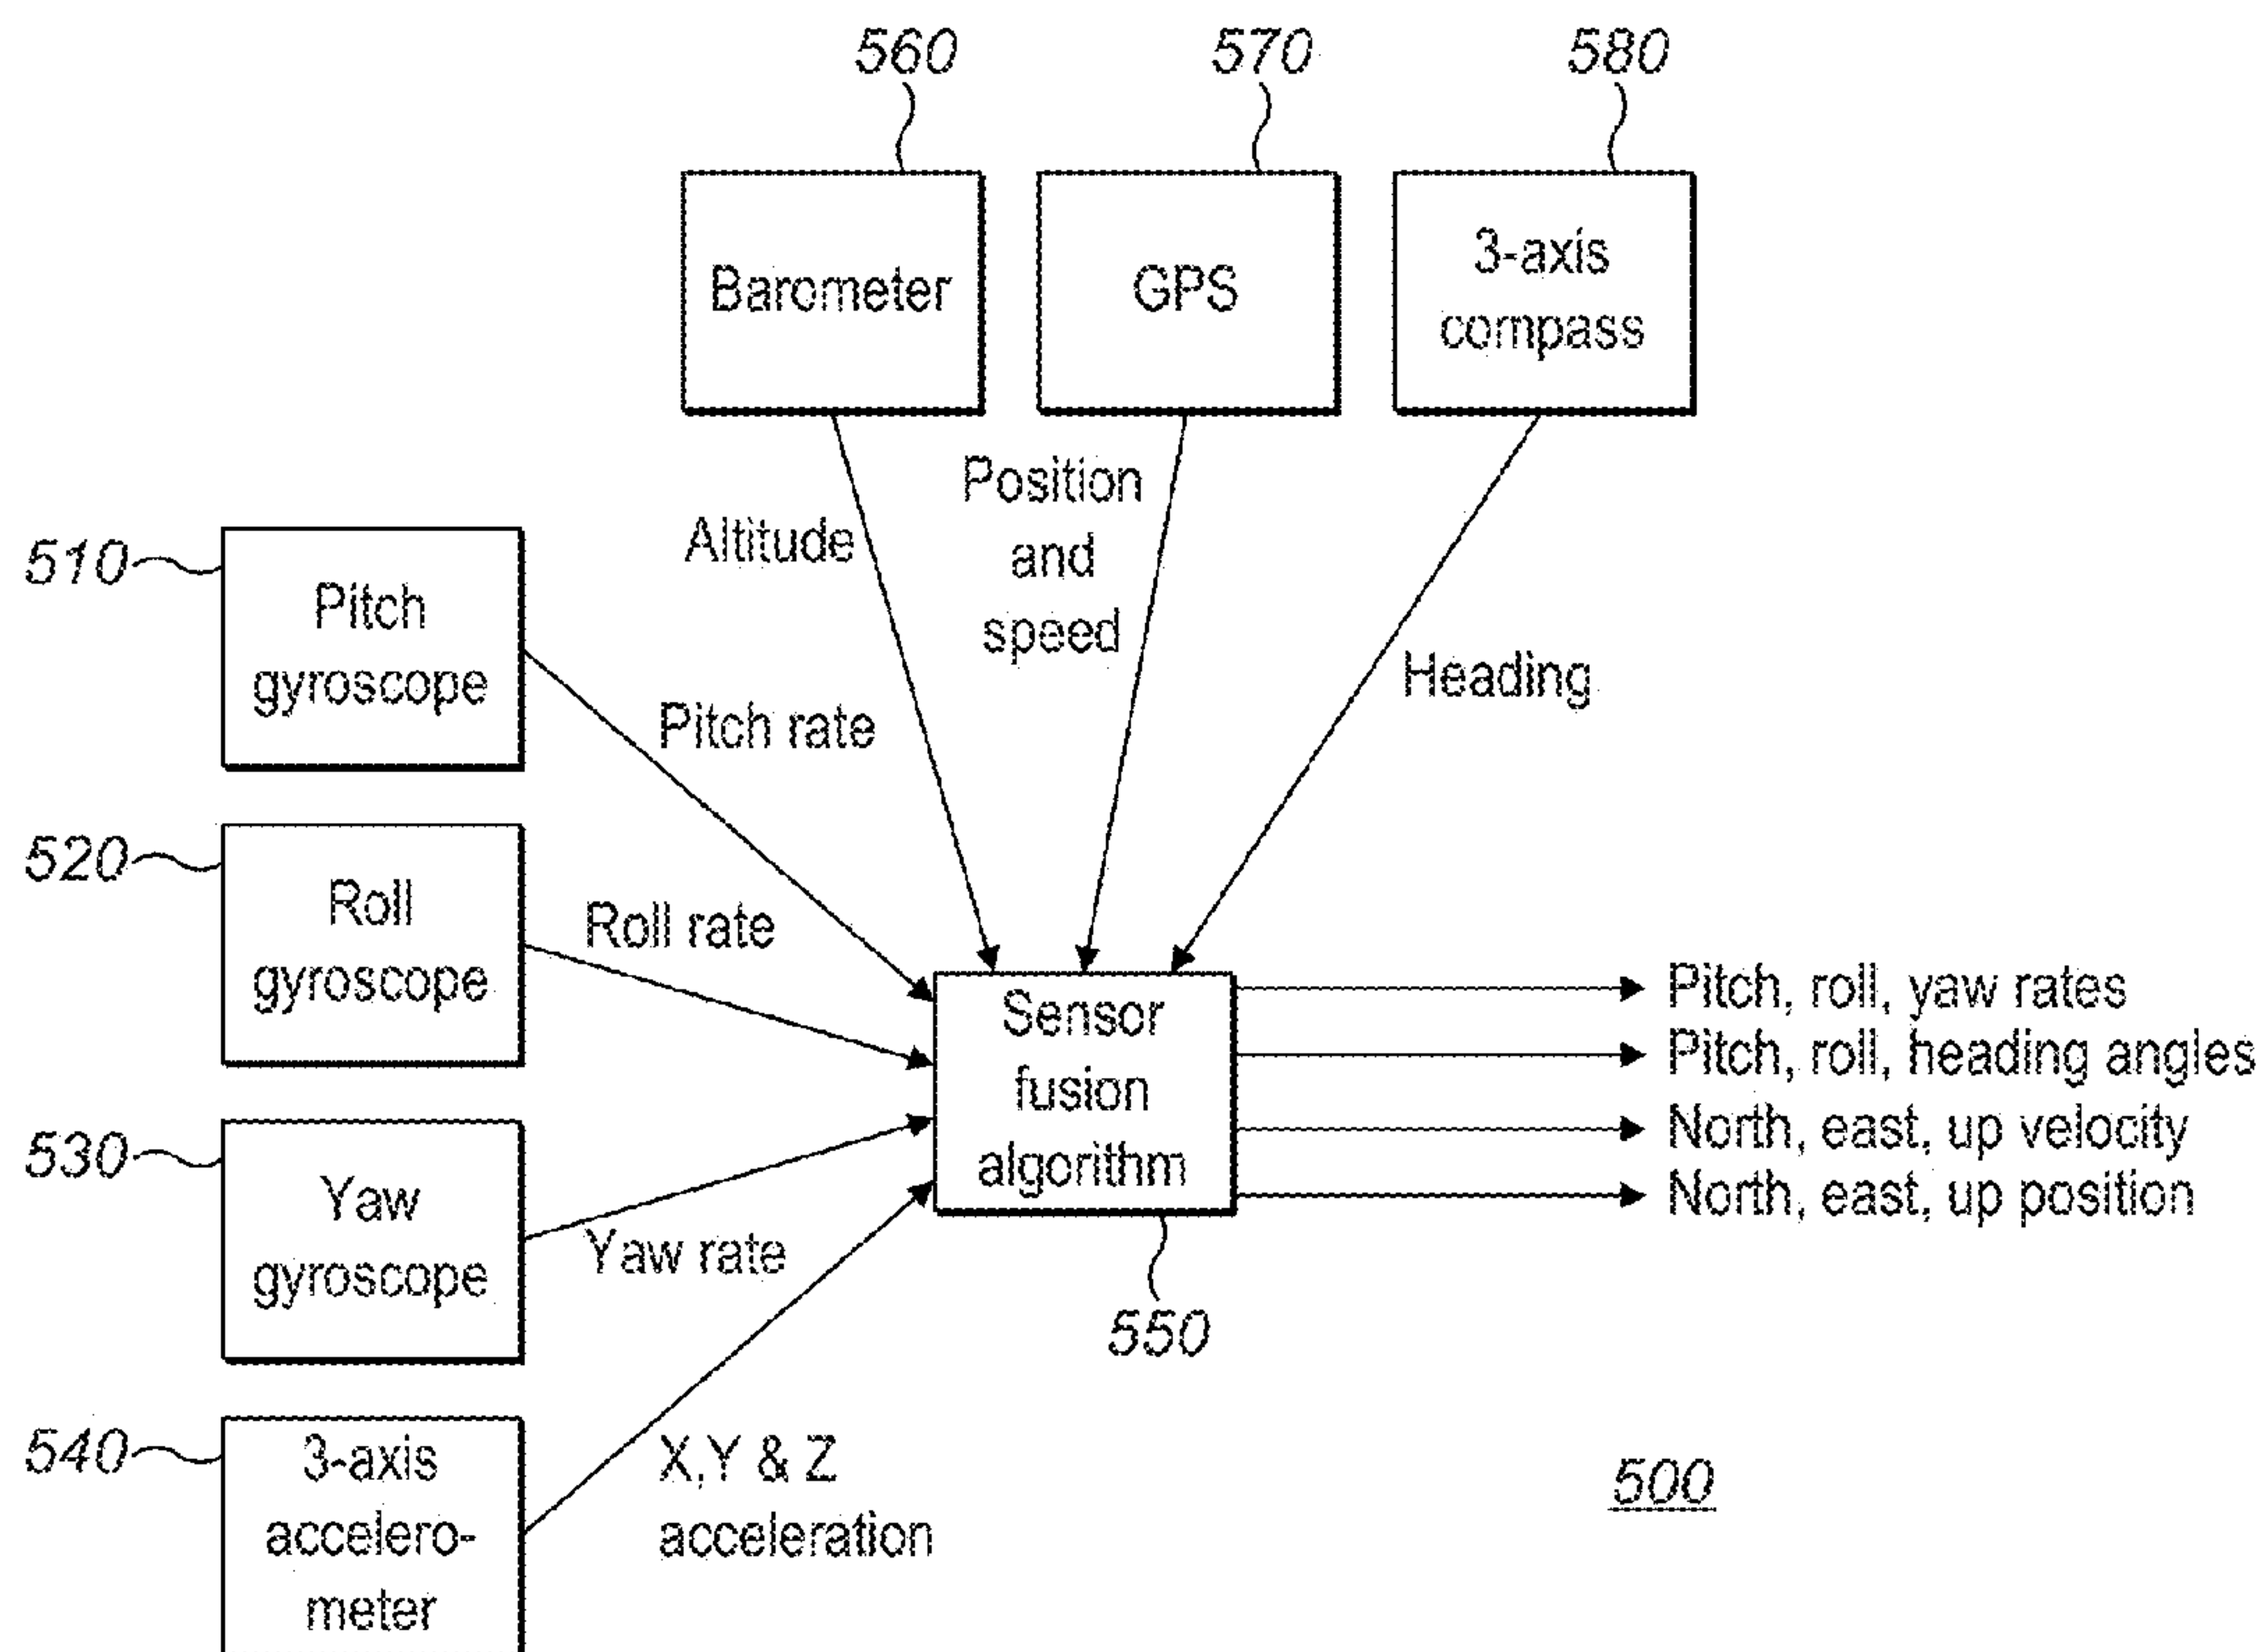 560
570
580
Barometer
GPS
3-axis
compass
Altitude
Position
and
speed
Heading
510
Pitch
gyroscope
Pitch rate
520
Roll
gyroscope
Roll rate
530
Yaw
gyroscope
Yaw rate
540
3-axis
accelero-
meter
X,Y & Z
acceleration
Sensor
fusion
algorithm
550
Pitch, roll, yaw rates
Pitch, roll, heading angles
North, east, up velocity
North, east, up position
500